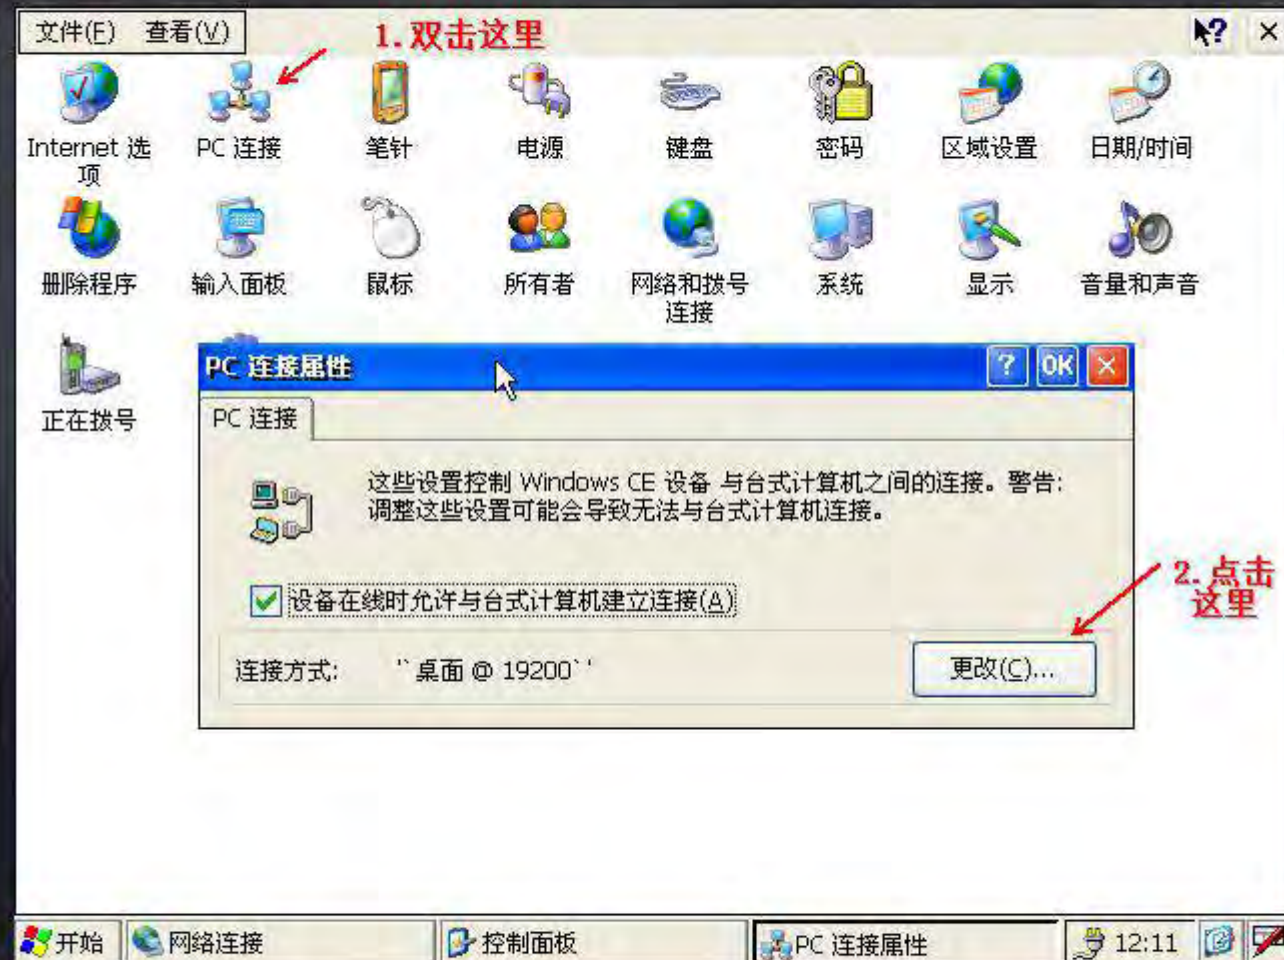 文件(F) 查看(V)
1. 双击这里
Internet 选
项
PC 连接
笔针
电源
键盘
密码
区域设置
日期/时间
删除程序
输入面板
鼠标
所有者
网络和拨号
连接
系统
显示
音量和声音
正在拨号
PC 连接属性 ? OK
PC 连接
这些设置控制 Windows CE 设备 与台式计算机之间的连接。警告:
调整这些设置可能会导致无法与台式计算机连接。
设备在线时允许与台式计算机建立连接(A)
2. 点击
这里
连接方式: ``桌面 @ 19200`'
更改(C)...
开始 网络连接 控制面板 PC 连接属性 12:11